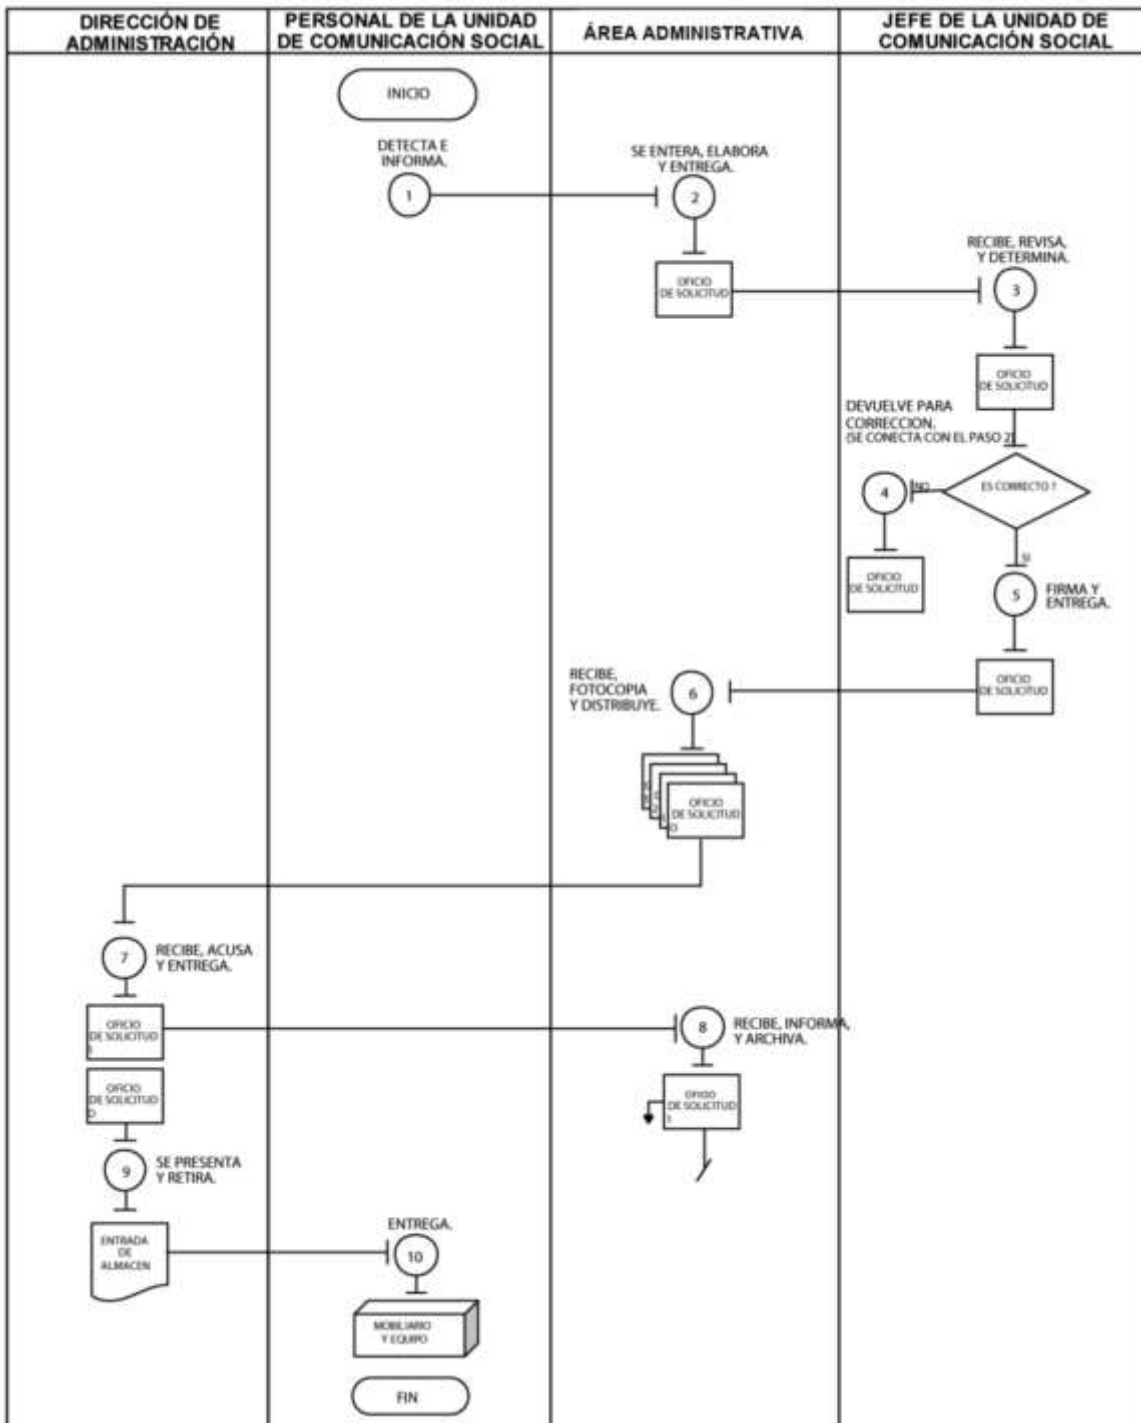 DIRECCIÓN DE
ADMINISTRACIÓN
PERSONAL DE LA UNIDAD
DE COMUNICACIÓN SOCIAL
ÁREA ADMINISTRATIVA
JEFE DE LA UNIDAD DE
COMUNICACIÓN SOCIAL
INICIO
DETECTA E
INFORMA.
1
SE ENTERA, ELABORA
Y ENTREGA.
2
OFICIO
DE SOLICITUD
RECIBE, REVISA,
Y DETERMINA.
3
OFICIO
DE SOLICITUD
DEVUELVE PARA
CORRECCION.
(SE CONECTA CON EL PASO 2)
4
NO
ES CORRECTO ?
OFICIO
DE SOLICITUD
SI
5
FIRMA Y
ENTREGA.
OFICIO
DE SOLICITUD
RECIBE,
FOTOCOPIA
Y DISTRIBUYE.
6
OFICIO
DE SOLICITUD
O
7
RECIBE, ACUSA
Y ENTREGA.
OFICIO
DE SOLICITUD
OFICIO
DE SOLICITUD
O
8
RECIBE, INFORMA,
Y ARCHIVA.
OFICIO
DE SOLICITUD
9
SE PRESENTA
Y RETIRA.
ENTRADA
DE
ALMACEN
ENTREGA.
10
MOBILIARIO
Y EQUIPO
FIN